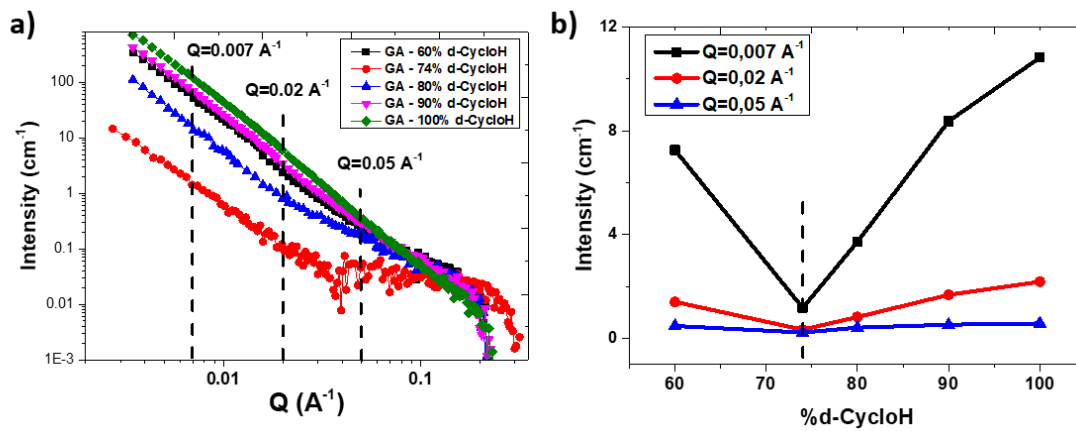 a)
Q=0.007 A-1
Q=0.02 A-1
Q=0.05 A-1
GA - 60% d-CycloH
GA - 74% d-CycloH
GA - 80% d-CycloH
GA - 90% d-CycloH
GA - 100% d-CycloH
Intensity (cm-1)
100
10
1
0.1
0.01
1E-3
0.01
0.1
Q (A-1)
b)
Q=0,007 A-1
Q=0,02 A-1
Q=0,05 A-1
Intensity (cm-1)
12
8
4
0
60
70
80
90
100
%d-CycloH